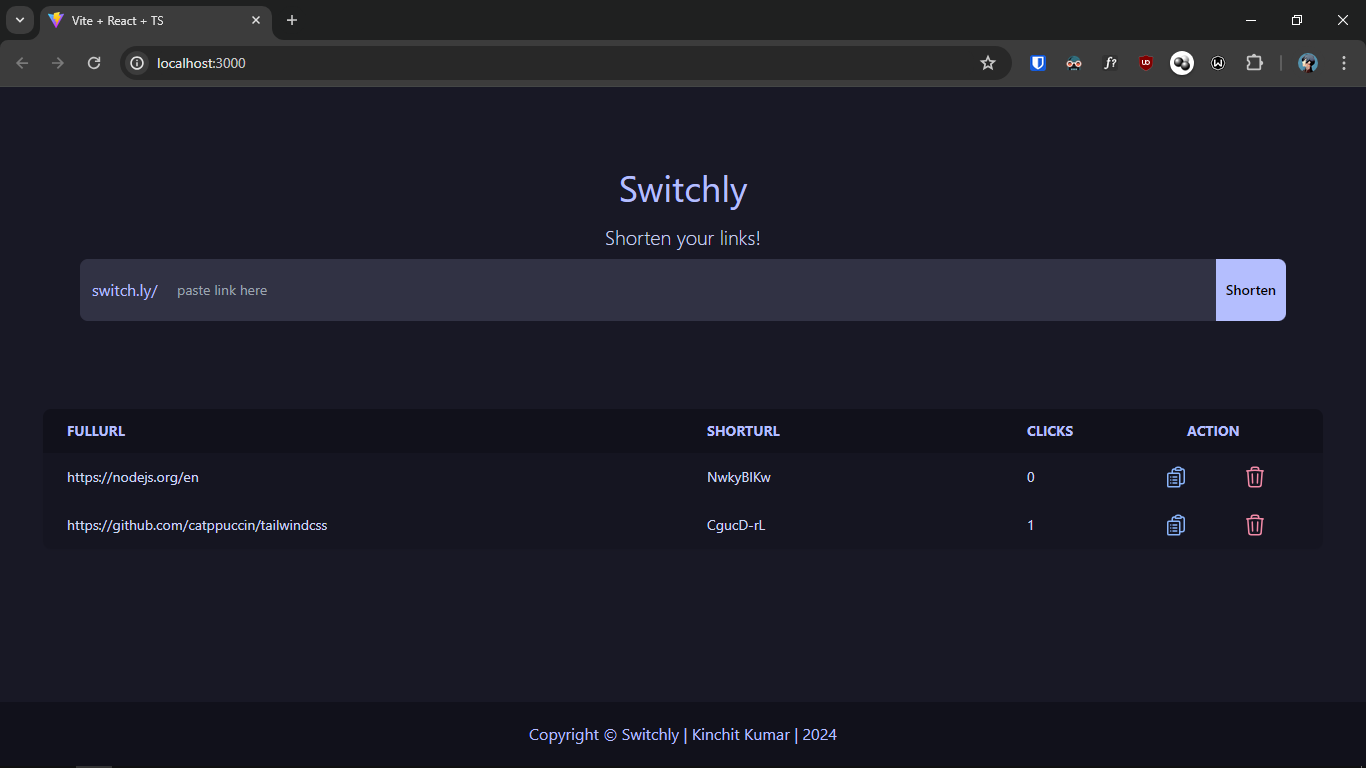 Vite + React + TS
localhost:3000
Switchly
Shorten your links!
switch.ly/ paste link here Shorten
FULLURL SHORTURL CLICKS ACTION
https://nodejs.org/en NwkyBIKw 0
https://github.com/catppuccin/tailwindcss CgucD-rL 1
Copyright © Switchly | Kinchit Kumar | 2024